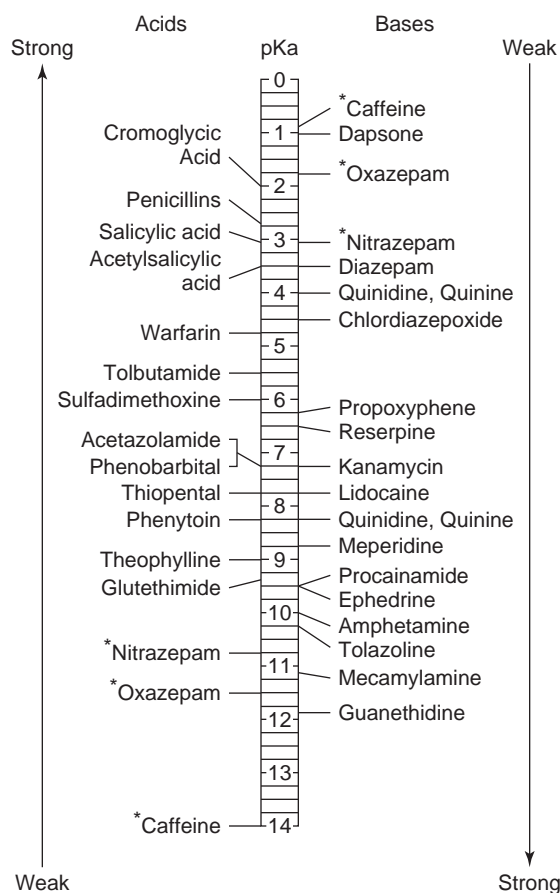 Acids
Bases
Strong
pKa
Weak
0
*Caffeine
Cromoglycic
Acid
1
Dapsone
2
*Oxazepam
Penicillins
Salicylic acid
3
*Nitrazepam
Acetylsalicylic
acid
Diazepam
4
Quinidine, Quinine
Chlordiazepoxide
Warfarin
5
Tolbutamide
Sulfadimethoxine
6
Propoxyphene
Reserpine
Acetazolamide
7
Phenobarbital
Kanamycin
Thiopental
Lidocaine
8
Phenytoin
Quinidine, Quinine
Meperidine
Theophylline
9
Glutethimide
Procainamide
Ephedrine
10
Amphetamine
Tolazoline
*Nitrazepam
11
Mecamylamine
*Oxazepam
12
Guanethidine
13
*Caffeine
14
Weak
Strong